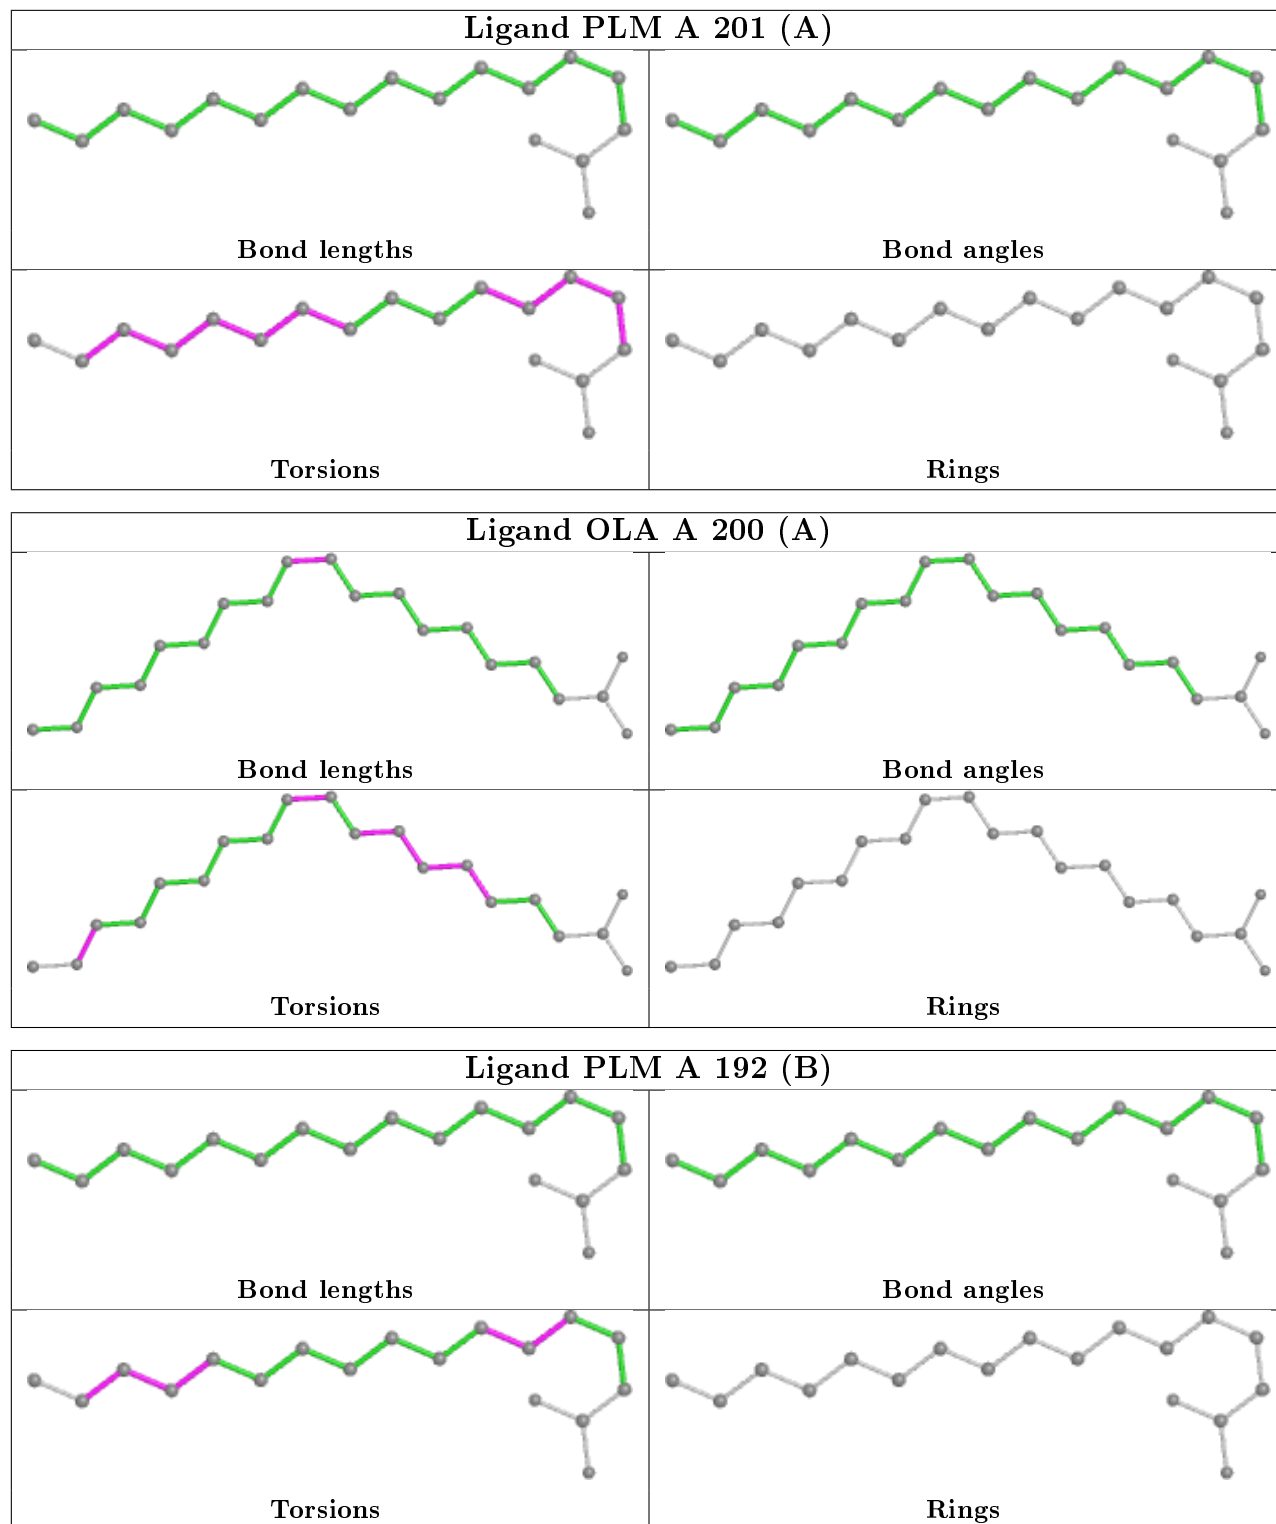 Ligand PLM A 201 (A)
Bond lengths Bond angles
Torsions Rings
Ligand OLA A 200 (A)
Bond lengths Bond angles
Torsions Rings
Ligand PLM A 192 (B)
Bond lengths Bond angles
Torsions Rings